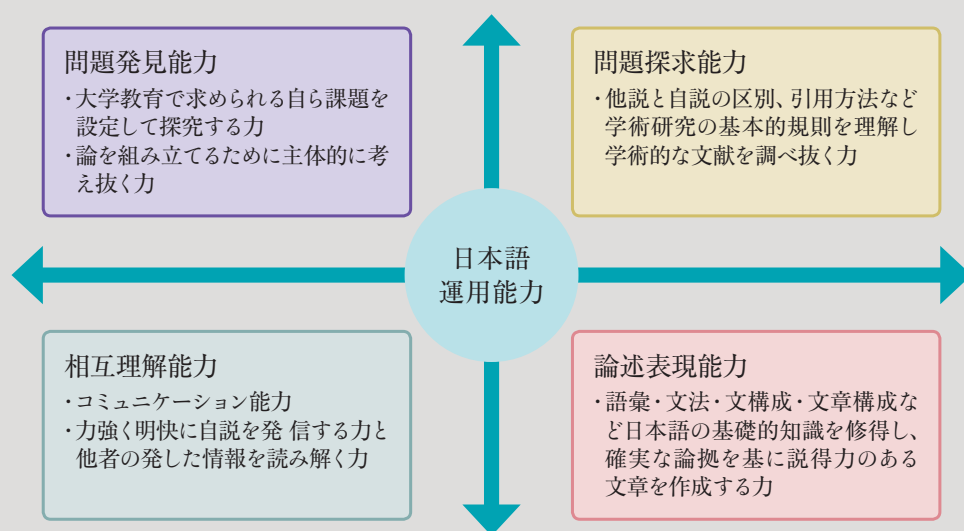 問題発見能力
・大学教育で求められる自ら課題を
設定して探究する力
・論を組み立てるために主体的に考
え抜く力
問題探求能力
・他説と自説の区別、引用方法など
学術研究の基本的規則を理解し
学術的な文献を調べ抜く力
日本語
運用能力
相互理解能力
・コミュニケーション能力
・力強く明快に自説を発 信する力と
他者の発した情報を読み解く力
論述表現能力
・語彙・文法・文構成・文章構成な
ど日本語の基礎的知識を修得し、
確実な論拠を基に説得力のある
文章を作成する力